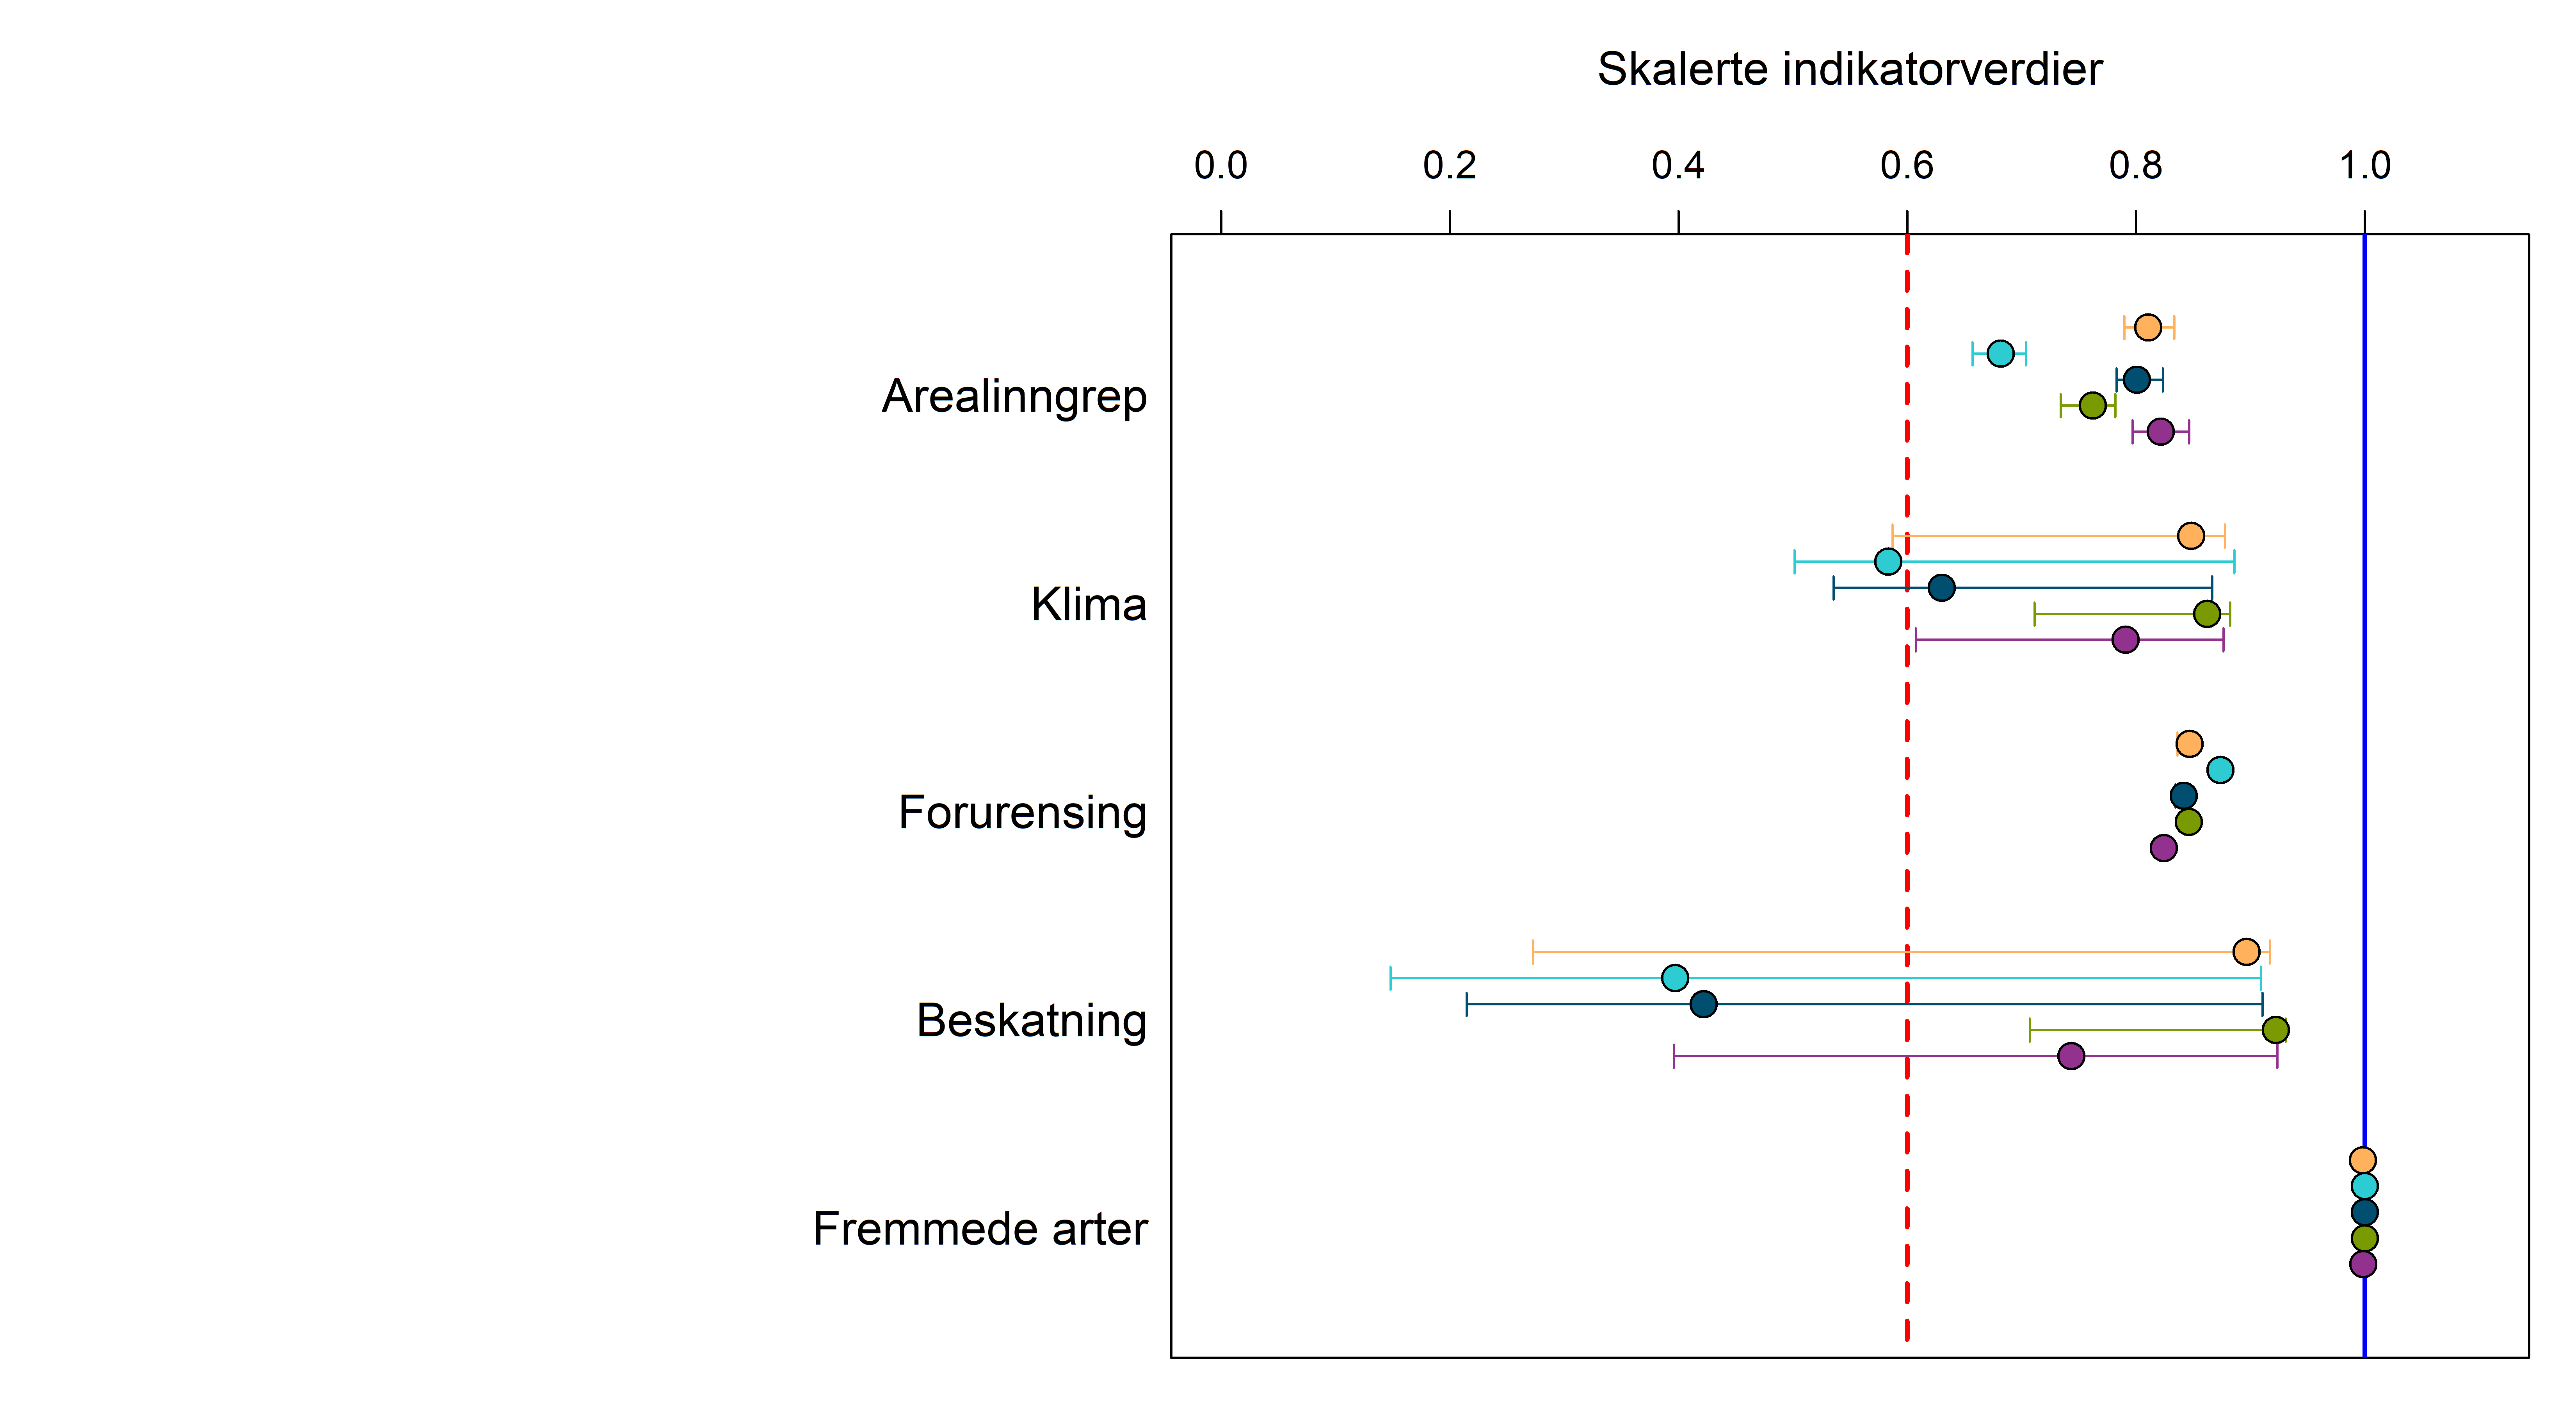 Skalerte indikatorverdier
0.0 0.2 0.4 0.6 0.8 1.0
Arealinngrep
Klima
Forurensing
Beskatning
Fremmede arter